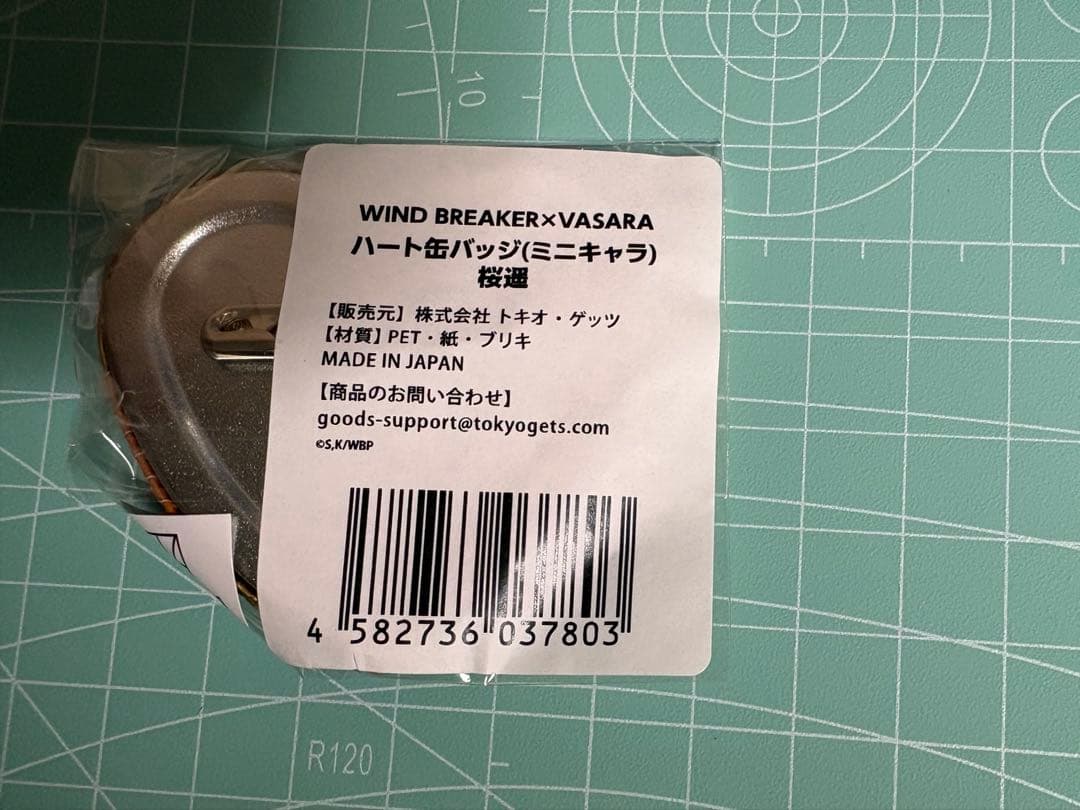 10
WIND BREAKER×VASARA
ハート缶バッジ(ミニキャラ)
桜遥
【販売元】株式会社 トキオ・ゲッツ
【材質】PET・紙・ブリキ
MADE IN JAPAN
【商品のお問い合わせ】
goods-support@tokyogets.com
©S,K/WBP
4 582736 037803
R120